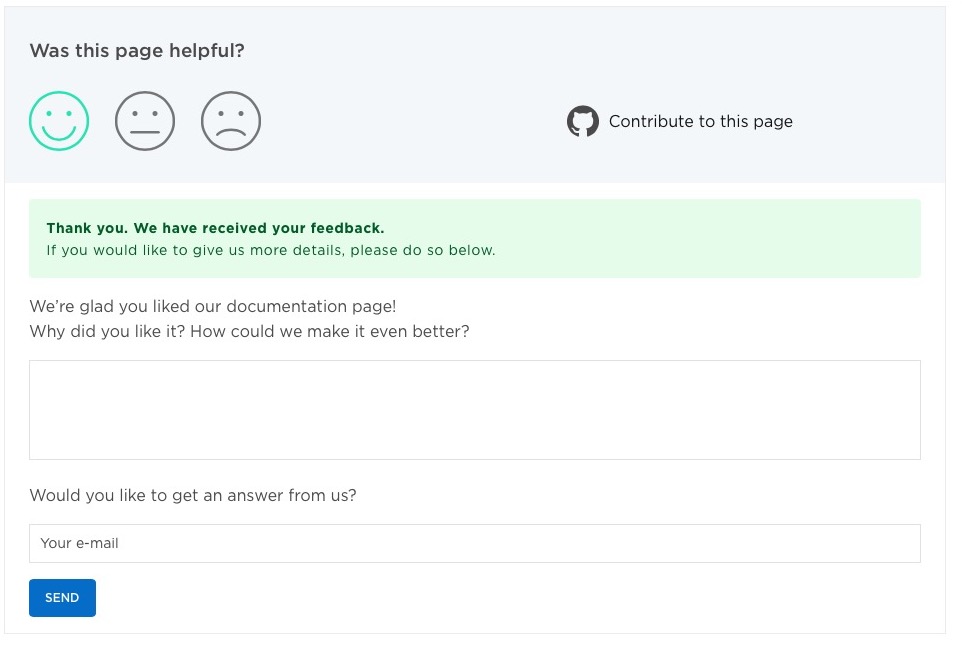 Was this page helpful?
Contribute to this page
Thank you. We have received your feedback.
If you would like to give us more details, please do so below.
We’re glad you liked our documentation page!
Why did you like it? How could we make it even better?
Would you like to get an answer from us?
Your e-mail
SEND